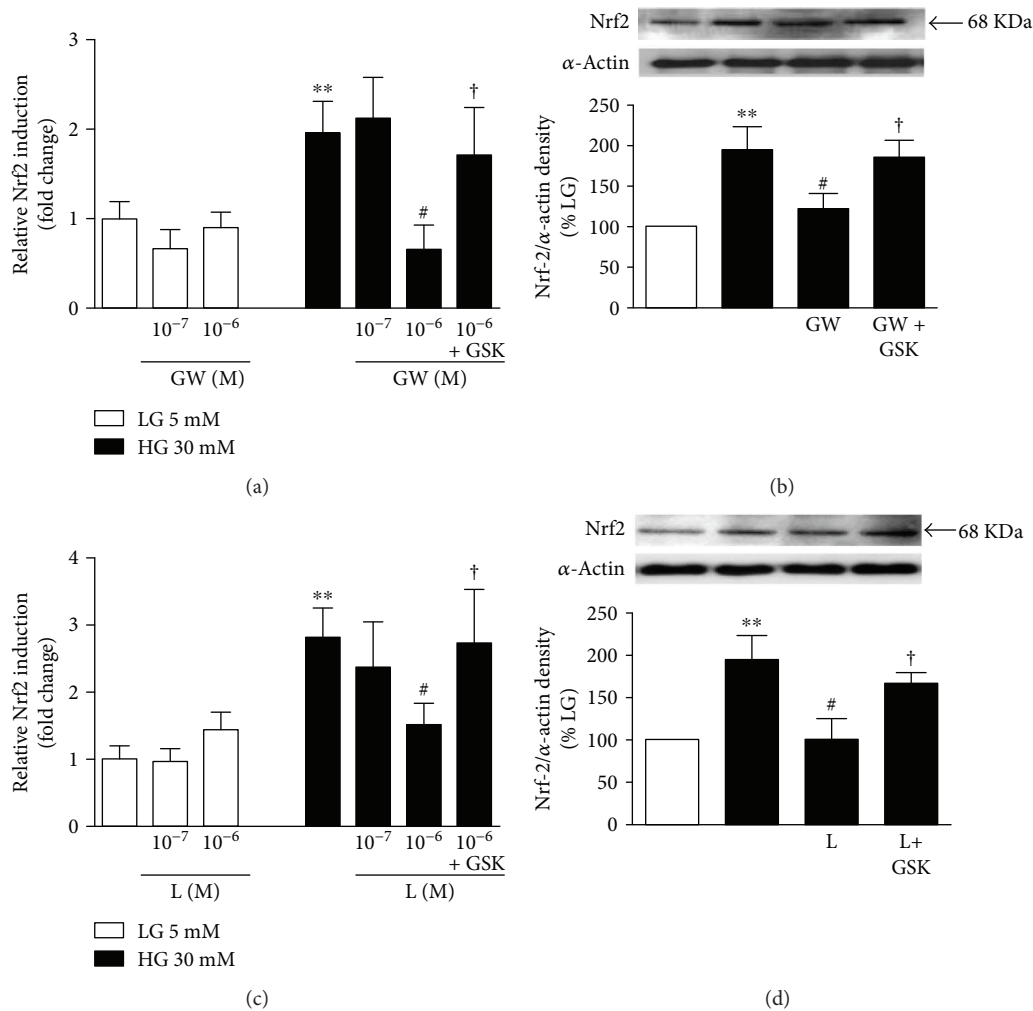 Relative Nrf2 induction
(fold change)
3
2
1
0
**
#
†
10⁻⁷ 10⁻⁶ 10⁻⁷ 10⁻⁶ 10⁻⁶
+ GSK
GW (M) GW (M)
LG 5 mM
HG 30 mM
(a)
Nrf2 68 KDa
α-Actin
Nrf-2/α-actin density
(% LG)
250
200
150
100
50
0
**
#
†
GW GW +
GSK
(b)
Relative Nrf2 induction
(fold change)
4
3
2
1
0
**
#
†
10⁻⁷ 10⁻⁶ 10⁻⁷ 10⁻⁶ 10⁻⁶
+ GSK
L (M) L (M)
LG 5 mM
HG 30 mM
(c)
Nrf2 68 KDa
α-Actin
Nrf-2/α-actin density
(% LG)
250
200
150
100
50
0
**
#
†
L L+
GSK
(d)